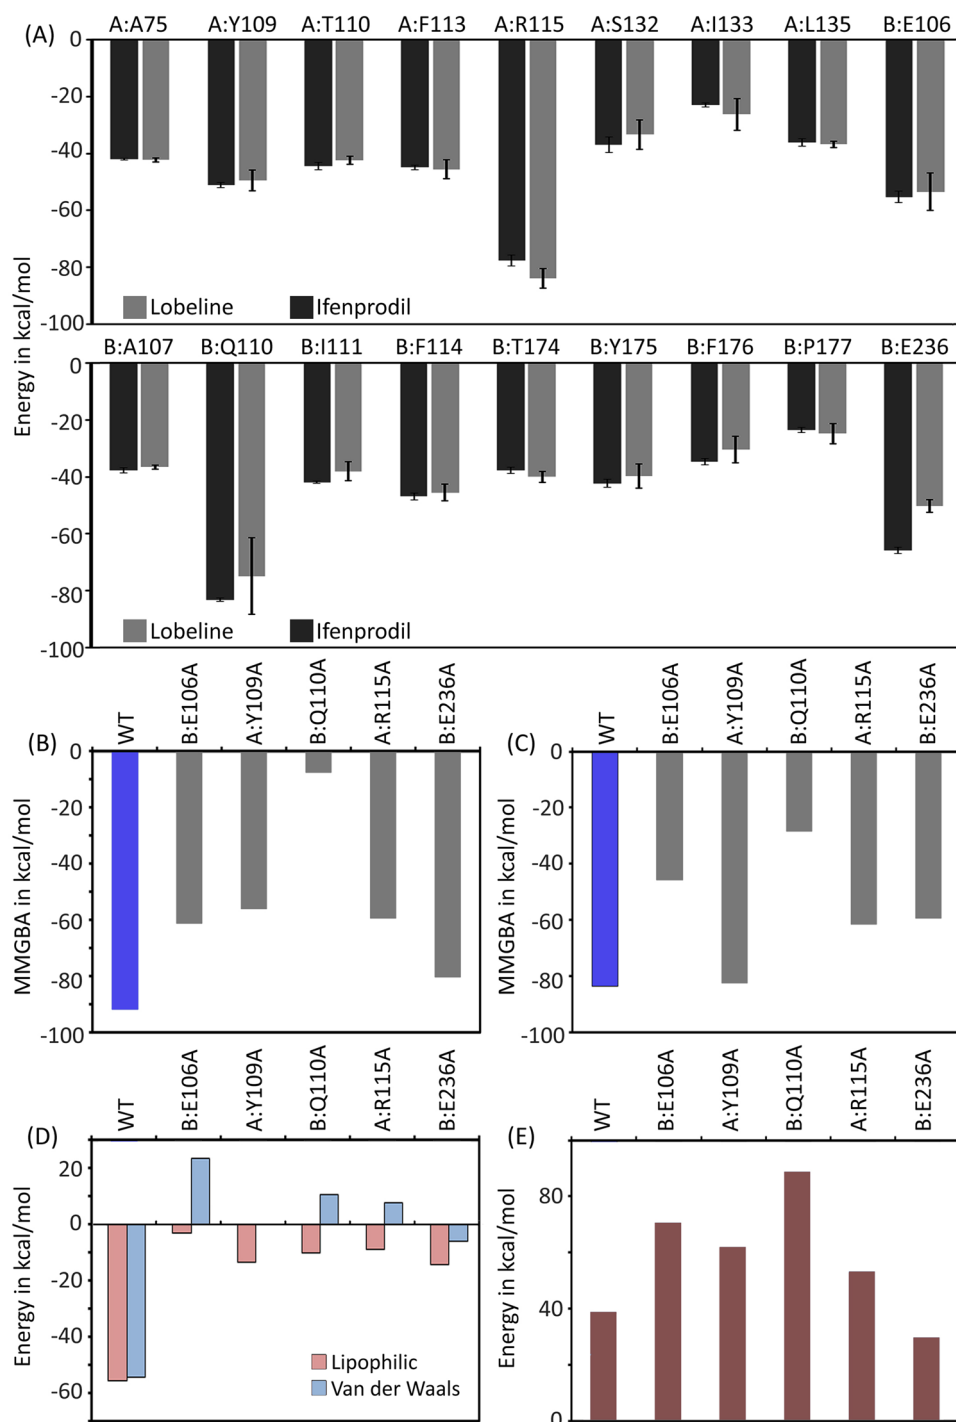 (A) A:A75 A:Y109 A:T110 A:F113 A:R115 A:S132 A:I133 A:L135 B:E106
0
-20
-40
-60
-80
-100
Energy in kcal/mol
Lobeline Ifenprodil
B:A107 B:Q110 B:I111 B:F114 B:T174 B:Y175 B:F176 B:P177 B:E236
0
-20
-40
-60
-80
-100
Lobeline Ifenprodil
(B)
WT B:E106A A:Y109A B:Q110A A:R115A B:E236A
0
-20
-40
-60
-80
-100
MMGBA in kcal/mol
(C)
WT B:E106A A:Y109A B:Q110A A:R115A B:E236A
0
-20
-40
-60
-80
-100
MMGBA in kcal/mol
(D)
WT B:E106A A:Y109A B:Q110A A:R115A B:E236A
20
0
-20
-40
-60
Energy in kcal/mol
Lipophilic
Van der Waals
(E)
WT B:E106A A:Y109A B:Q110A A:R115A B:E236A
80
40
0
Energy in kcal/mol